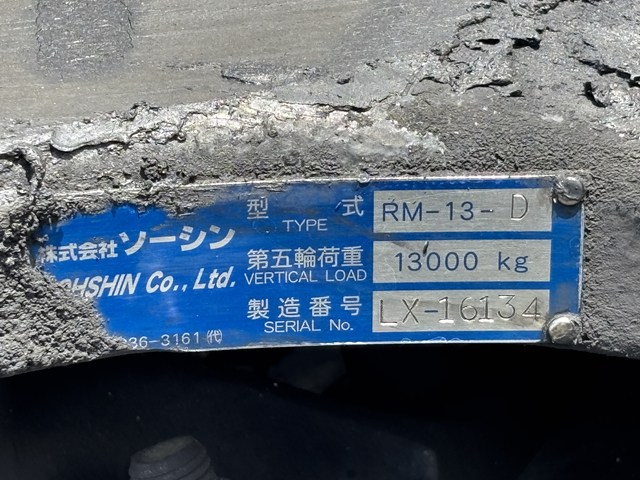 型式 TYPE RM-13-D
株式会社 ソーシン
第五輪荷重 VERTICAL LOAD 13000 kg
OHSHIN Co., Ltd.
製造番号 SERIAL No. LX-16134
36-3161 ㈹